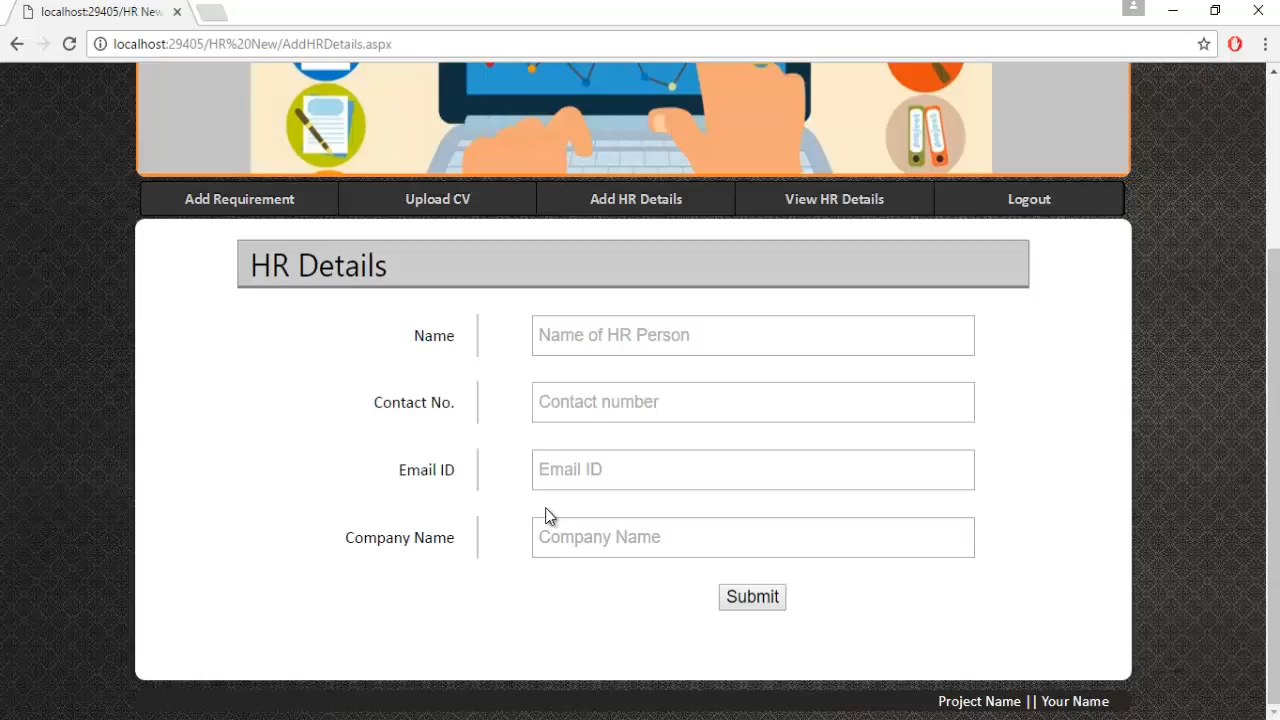 localhost:29405/HR New
localhost:29405/HR%20New/AddHRDetails.aspx
Add Requirement
Upload CV
Add HR Details
View HR Details
Logout
HR Details
Name
Name of HR Person
Contact No.
Contact number
Email ID
Email ID
Company Name
Company Name
Submit
Project Name || Your Name